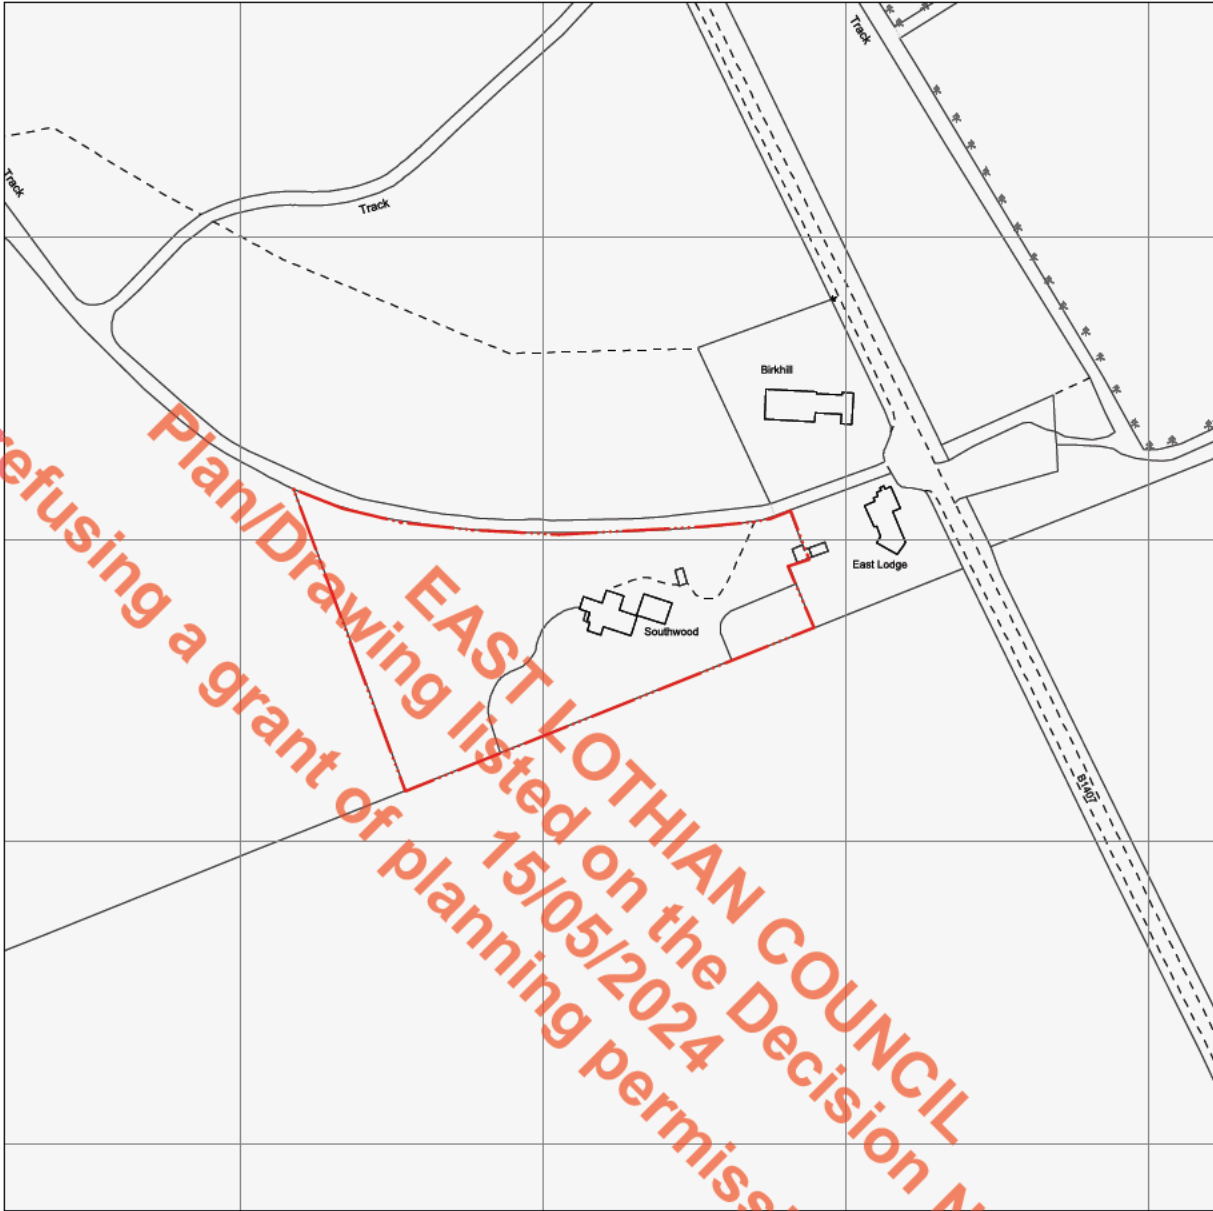 Track
Track
Track
Birkhill
East Lodge
Southwood
B1407
EAST LOTHIAN COUNCIL
Plan/Drawing listed on the Decision
15/05/2024
refusing a grant of planning